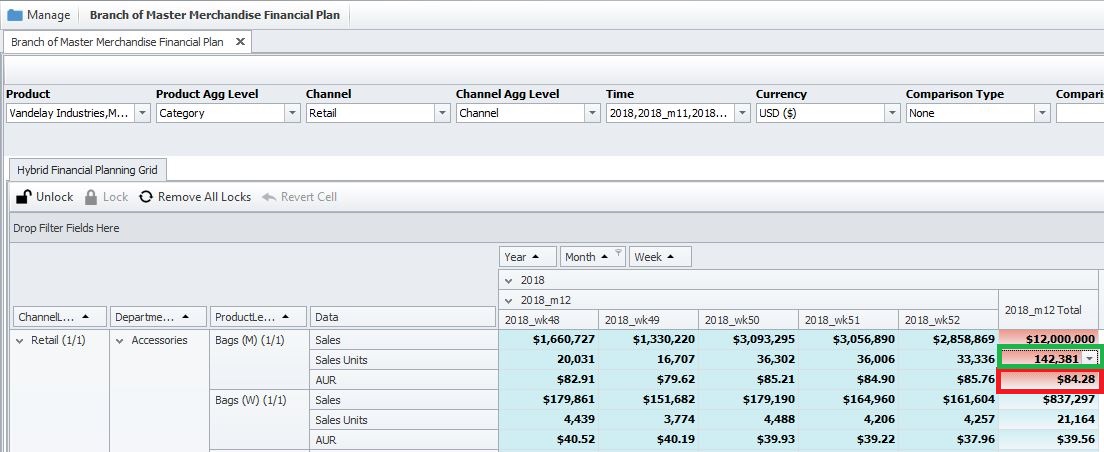 Manage Branch of Master Merchandise Financial Plan
Branch of Master Merchandise Financial Plan X
Product Product Agg Level Channel Channel Agg Level Time Currency Comparison Type Compari
Vandelay Industries,M... Category Retail Channel 2018,2018_m11,2018... USD ($) None
Hybrid Financial Planning Grid
Unlock Lock Remove All Locks Revert Cell
Drop Filter Fields Here
Year Month Week
2018
2018_m12 2018_m12 Total
ChannelL... Departme... ProductLe... Data 2018_wk48 2018_wk49 2018_wk50 2018_wk51 2018_wk52
Retail (1/1) Accessories Bags (M) (1/1) Sales $1,660,727 $1,330,220 $3,093,295 $3,056,890 $2,858,869 $12,000,000
Sales Units 20,031 16,707 36,302 36,006 33,336 142,381
AUR $82.91 $79.62 $85.21 $84.90 $85.76 $84.28
Bags (W) (1/1) Sales $179,861 $151,682 $179,190 $164,960 $161,604 $837,297
Sales Units 4,439 3,774 4,488 4,206 4,257 21,164
AUR $40.52 $40.19 $39.93 $39.22 $37.96 $39.56